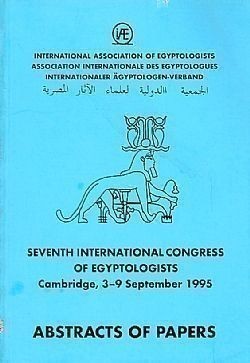 IÆ
INTERNATIONAL ASSOCIATION OF EGYPTOLOGISTS
ASSOCIATION INTERNATIONALE DES EGYPTOLOGUES
INTERNATIONALER ÄGYPTOLOGEN-VERBAND
الجمعية الدولية لعلماء الآثار المصرية
SEVENTH INTERNATIONAL CONGRESS
OF EGYPTOLOGISTS
Cambridge, 3-9 September 1995
ABSTRACTS OF PAPERS